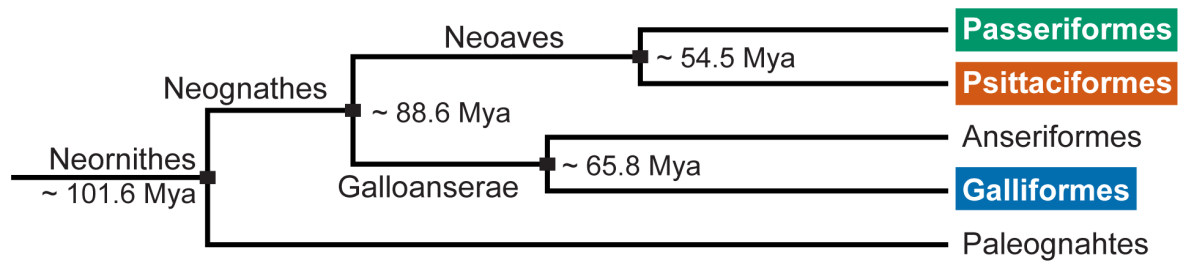 Neoaves
Passeriformes
~ 54.5 Mya
Psittaciformes
Neognathes
~ 88.6 Mya
Anseriformes
Neornithes
~ 101.6 Mya
~ 65.8 Mya
Galloanserae
Galliformes
Paleognahtes